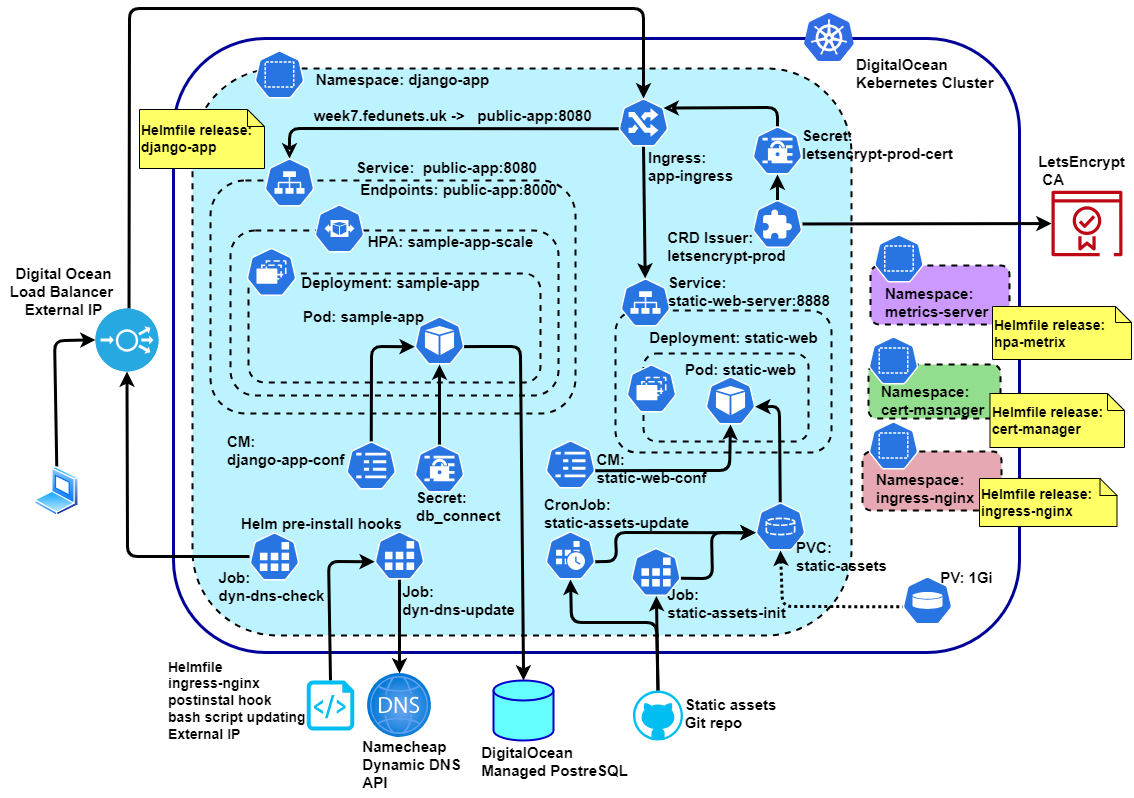 DigitalOcean
Kebernetes Cluster
Namespace: django-app
week7.fedunets.uk -> public-app:8080
Helmfile release:
django-app
Service: public-app:8080
Endpoints: public-app:8000
Ingress:
app-ingress
Secret:
letsencrypt-prod-cert
LetsEncrypt
CA
HPA: sample-app-scale
CRD Issuer:
letsencrypt-prod
Deployment: sample-app
Service:
static-web-server:8888
Digital Ocean
Load Balancer
External IP
Pod: sample-app
Deployment: static-web
Pod: static-web
Namespace:
metrics-server
Helmfile release:
hpa-metrix
Namespace:
cert-masnager
Helmfile release:
cert-manager
Namespace:
ingress-nginx
Helmfile release:
ingress-nginx
CM:
django-app-conf
Secret:
db_connect
CM:
static-web-conf
CronJob:
static-assets-update
Helm pre-install hooks
Job:
dyn-dns-check
Job:
dyn-dns-update
Job:
static-assets-init
PVC:
static-assets
PV: 1Gi
Helmfile
ingress-nginx
postinstal hook
bash script updating
External IP
</>
DNS
Namecheap
Dynamic DNS
API
DigitalOcean
Managed PostreSQL
Static assets
Git repo